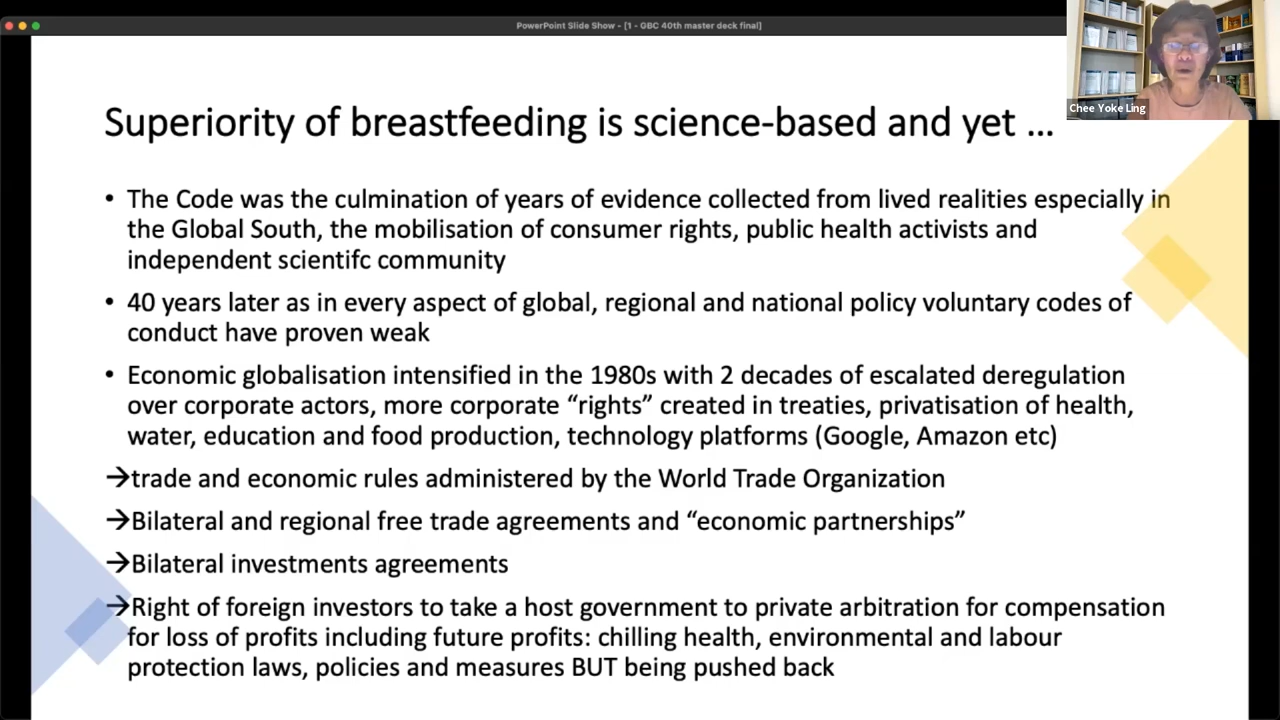 PowerPoint Slide Show - [1 - GBC 40th master deck final]
Chee Yoke Ling
Superiority of breastfeeding is science-based and yet ...
• The Code was the culmination of years of evidence collected from lived realities especially in
the Global South, the mobilisation of consumer rights, public health activists and
independent scientifc community
• 40 years later as in every aspect of global, regional and national policy voluntary codes of
conduct have proven weak
• Economic globalisation intensified in the 1980s with 2 decades of escalated deregulation
over corporate actors, more corporate “rights” created in treaties, privatisation of health,
water, education and food production, technology platforms (Google, Amazon etc)
→trade and economic rules administered by the World Trade Organization
→Bilateral and regional free trade agreements and “economic partnerships”
→Bilateral investments agreements
→Right of foreign investors to take a host government to private arbitration for compensation
for loss of profits including future profits: chilling health, environmental and labour
protection laws, policies and measures BUT being pushed back